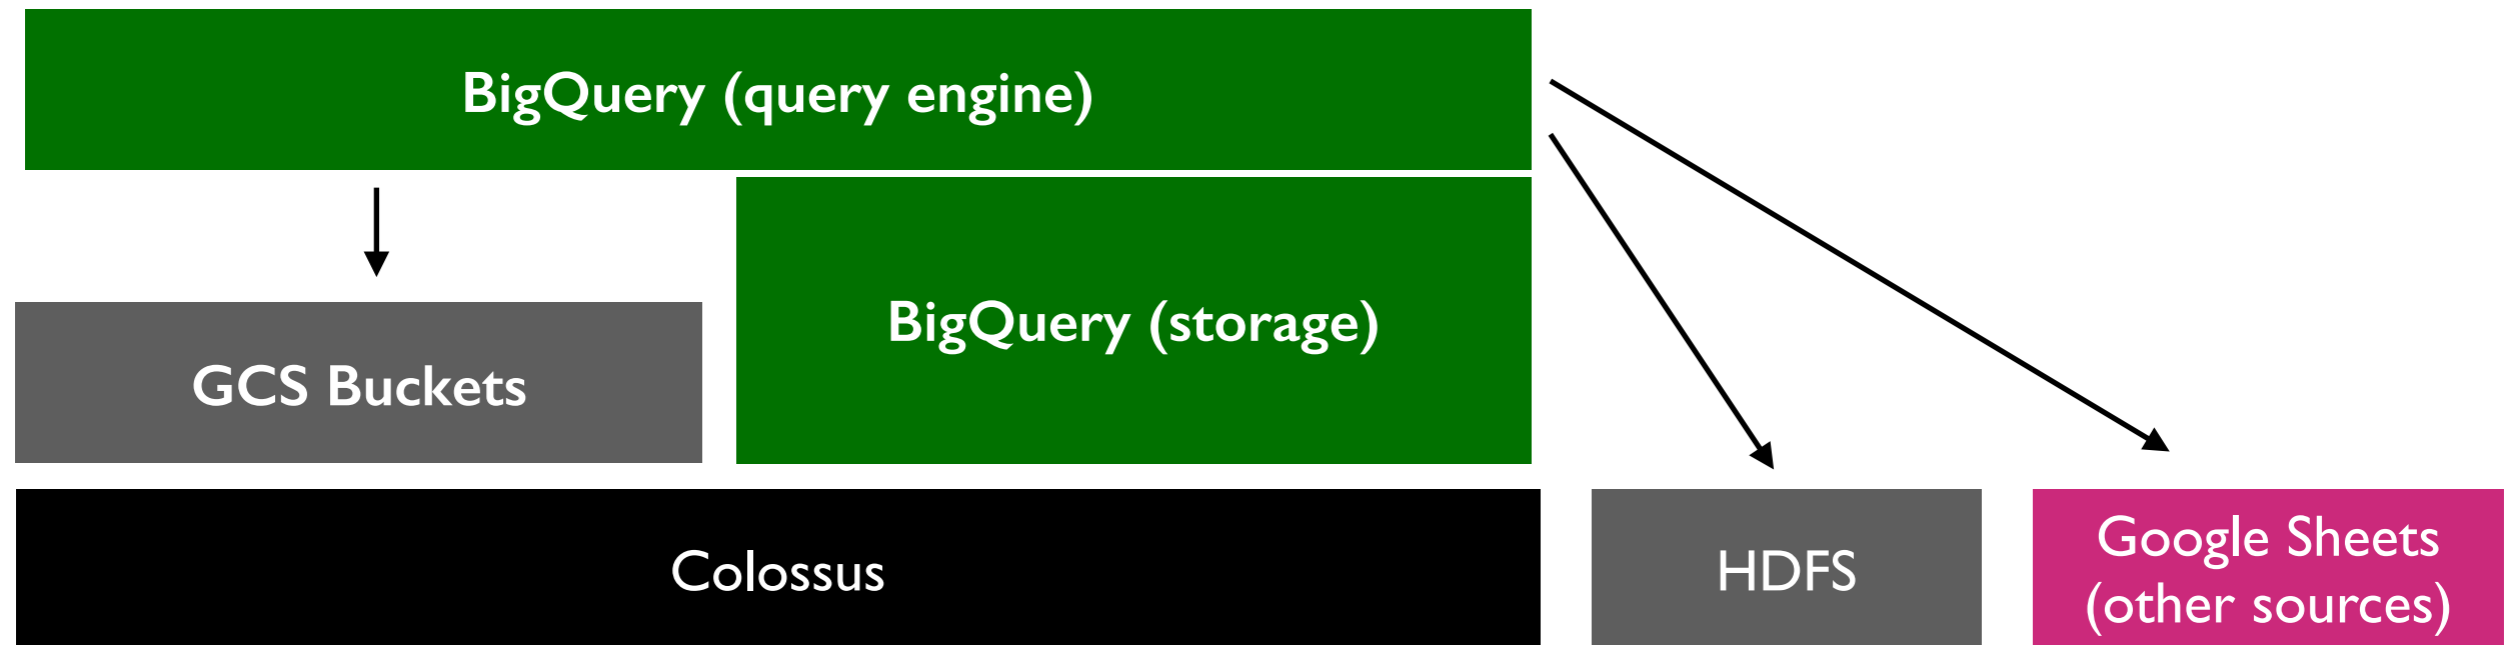 BigQuery (query engine)
BigQuery (storage)
GCS Buckets
Colossus
HDFS
Google Sheets
(other sources)